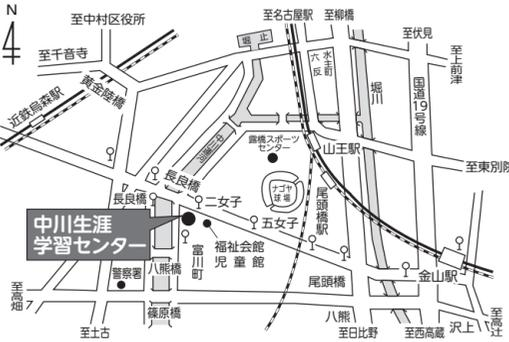 N
4
至中村区役所
至名古屋駅
至柳橋
至伏見
至千音寺
堀止
水主町
六反
至上前津
黄金陸橋
近鉄烏森駅
堀川
国道19号線
中川運河
露橋スポーツ
センター
山王駅
至東別院
長良橋
長良橋
ナゴヤ
球場
尾頭橋駅
二女子
五女子
中川生涯
学習センター
福祉会館
児童館
富川町
八熊橋
警察署
尾頭橋
金山駅
至高畑
篠原橋
八熊
沢上
至高辻
至土古
至日比野
至西高蔵